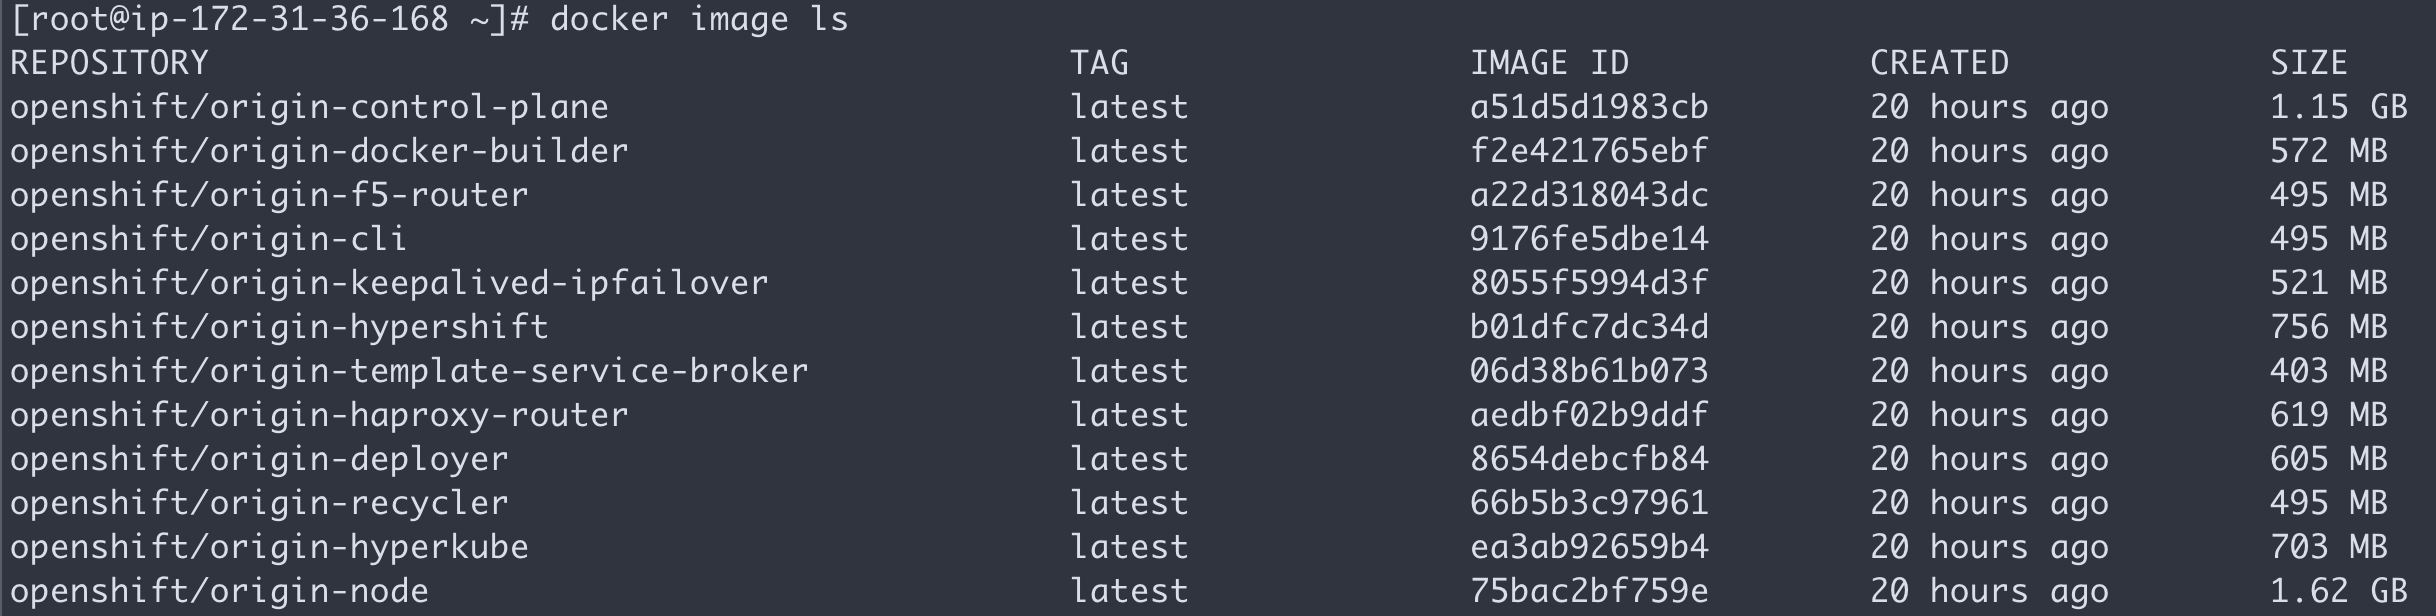 [root@ip-172-31-36-168 ~]# docker image ls
REPOSITORY TAG IMAGE ID CREATED SIZE
openshift/origin-control-plane latest a51d5d1983cb 20 hours ago 1.15 GB
openshift/origin-docker-builder latest f2e421765ebf 20 hours ago 572 MB
openshift/origin-f5-router latest a22d318043dc 20 hours ago 495 MB
openshift/origin-cli latest 9176fe5dbe14 20 hours ago 495 MB
openshift/origin-keepalived-ipfailover latest 8055f5994d3f 20 hours ago 521 MB
openshift/origin-hypershift latest b01dfc7dc34d 20 hours ago 756 MB
openshift/origin-template-service-broker latest 06d38b61b073 20 hours ago 403 MB
openshift/origin-haproxy-router latest aedbf02b9ddf 20 hours ago 619 MB
openshift/origin-deployer latest 8654debcfb84 20 hours ago 605 MB
openshift/origin-recycler latest 66b5b3c97961 20 hours ago 495 MB
openshift/origin-hyperkube latest ea3ab92659b4 20 hours ago 703 MB
openshift/origin-node latest 75bac2bf759e 20 hours ago 1.62 GB